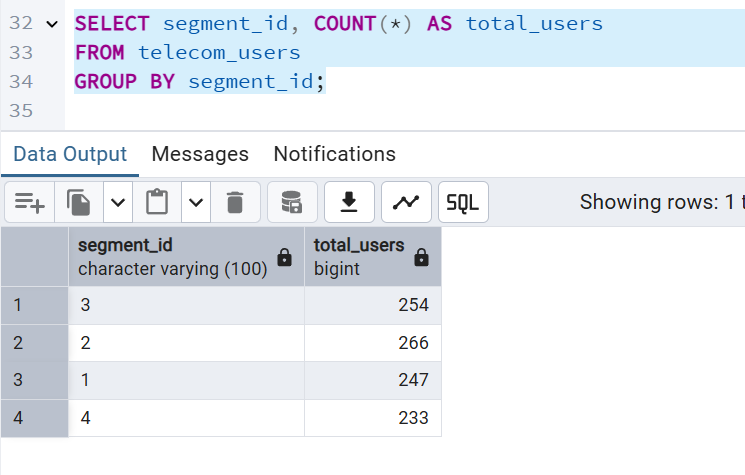 32 SELECT segment_id, COUNT(*) AS total_users
33 FROM telecom_users
34 GROUP BY segment_id;
35
Data Output Messages Notifications
SQL Showing rows: 1
segment_id total_users
character varying (100) bigint
1 3 254
2 2 266
3 1 247
4 4 233